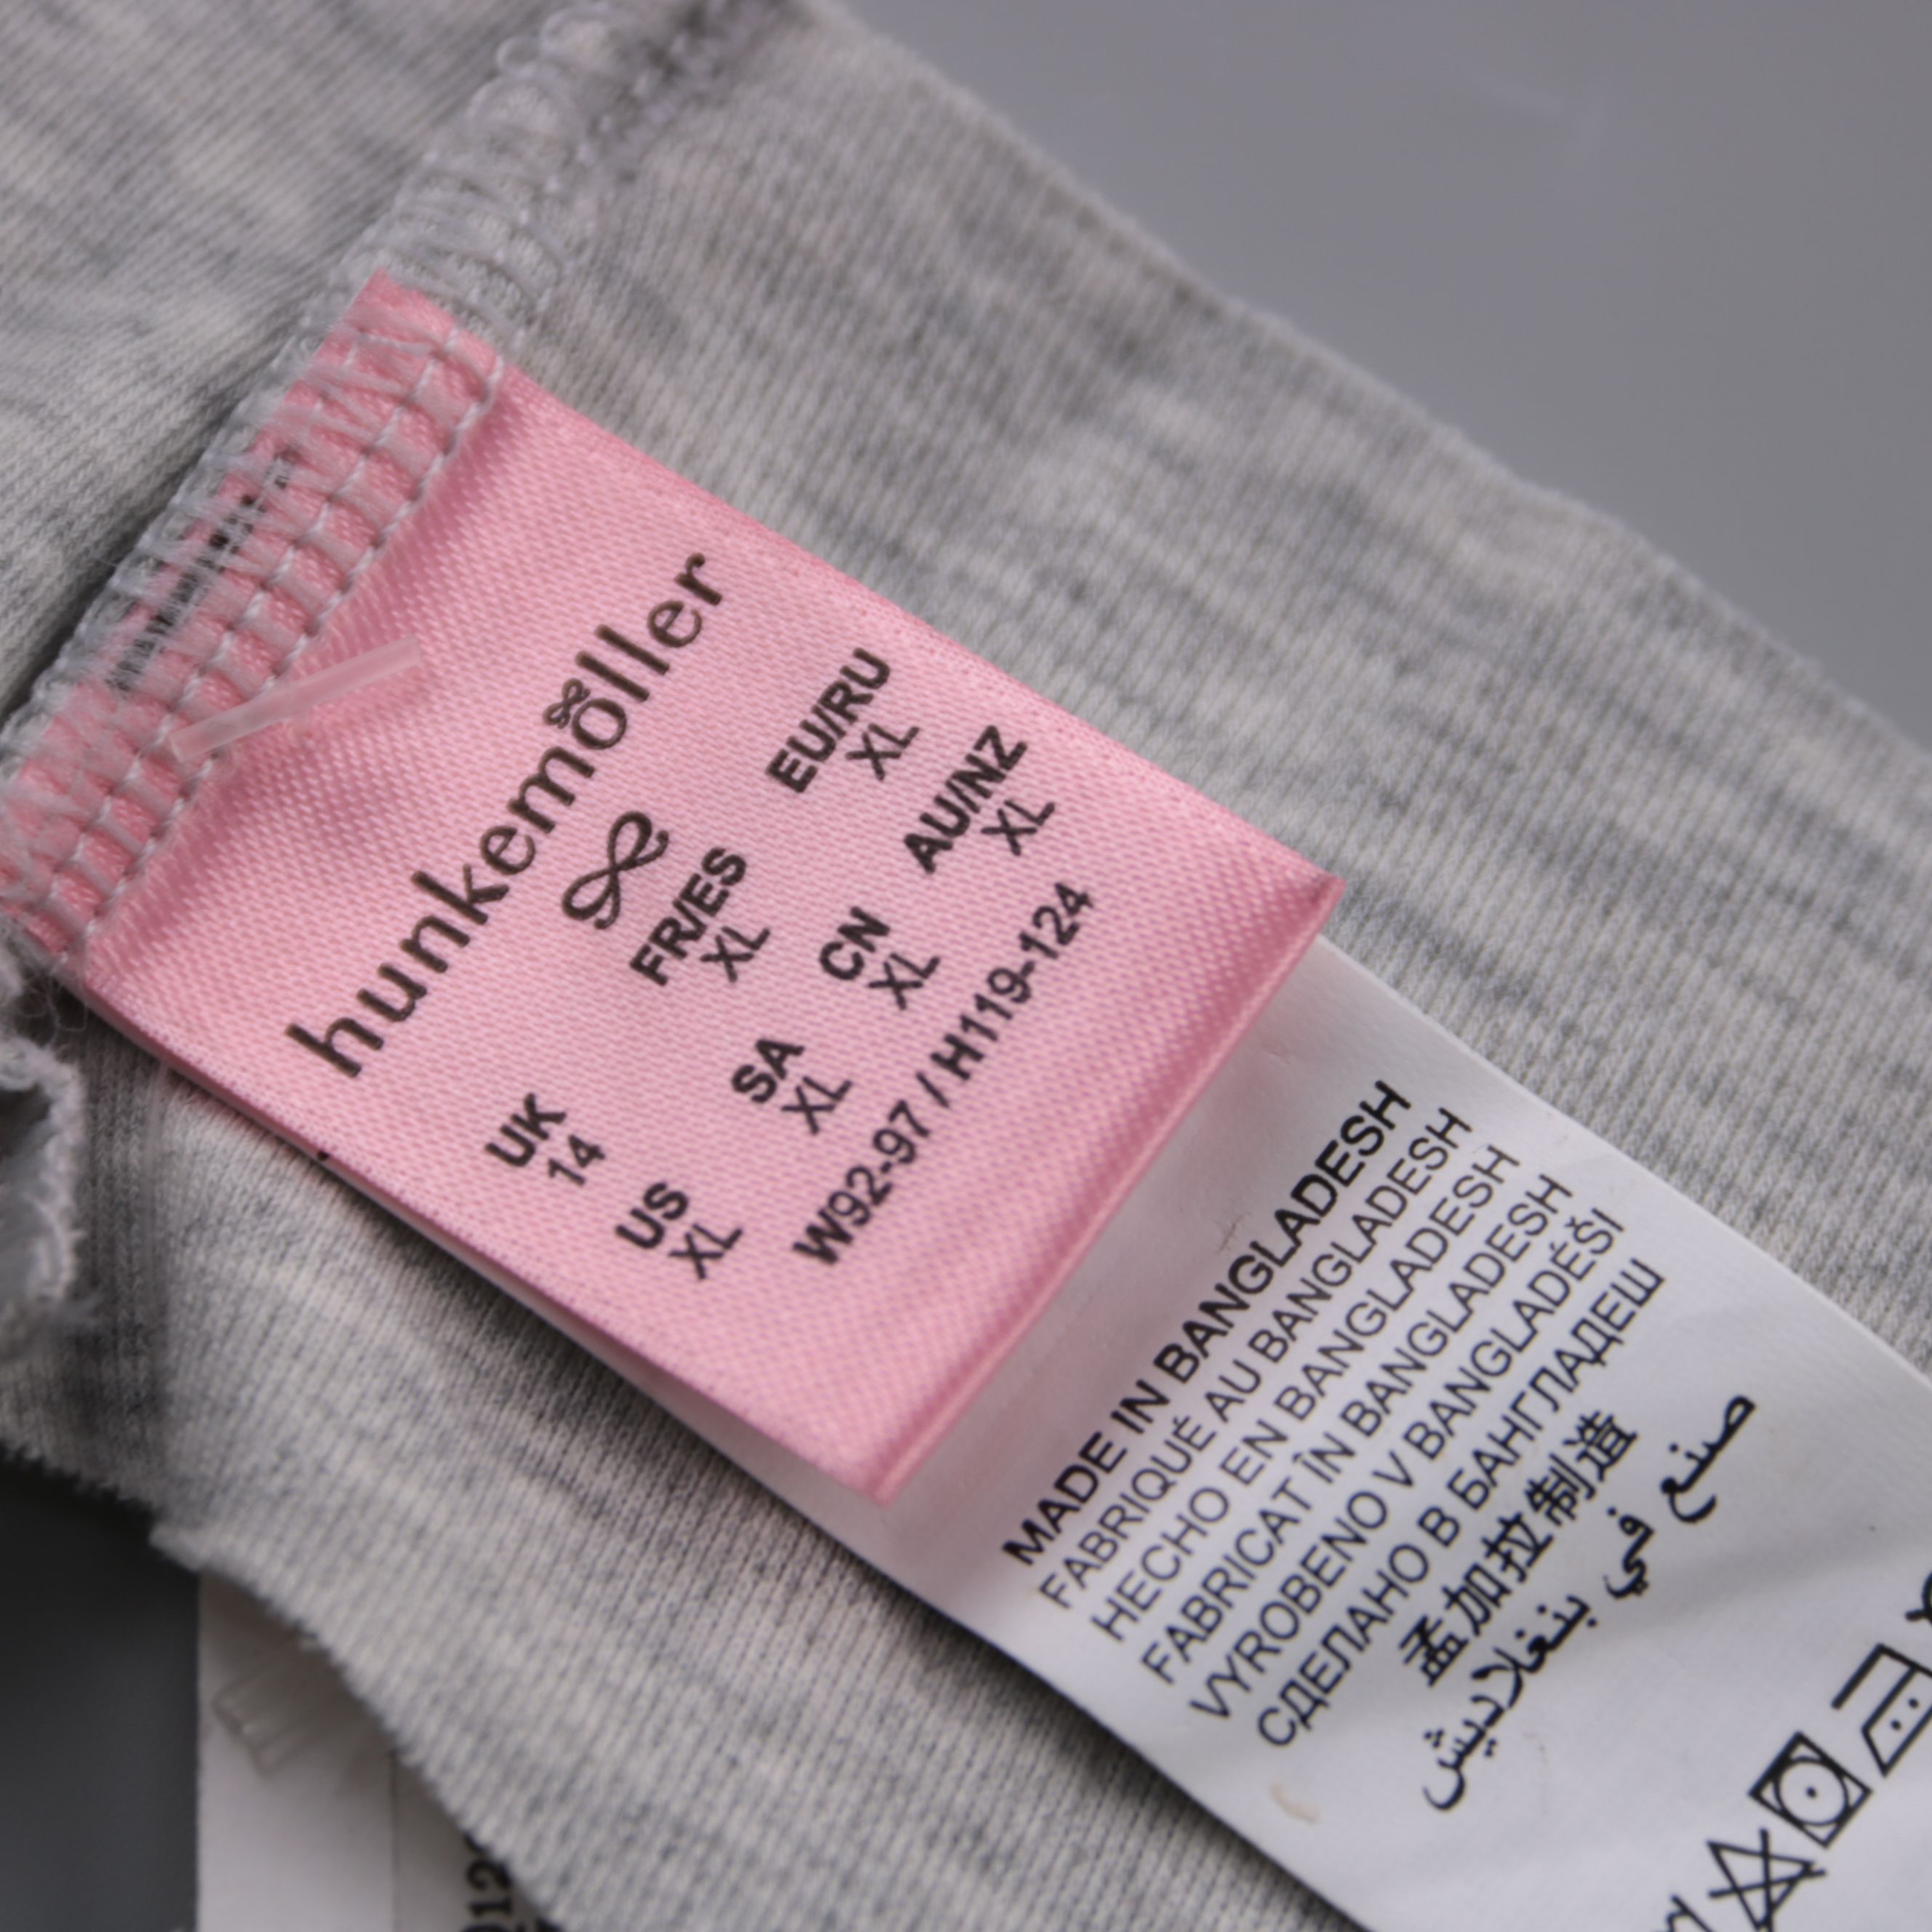 hunkemöller
UK FR/ES EU/RU
14 XL XL
US SA CN AU/NZ
XL XL XL XL
W92-97 / H119-124
MADE IN BANGLADESH
FABRIQUÉ AU BANGLADESH
HECHO EN BANGLADESH
FABRICAT ÎN BANGLADESH
VYROBENO V BANGLADÉŠI
СДЕЛАНО В БАНГЛАДЕШ
孟加拉制造
صنع في بنغلاديش